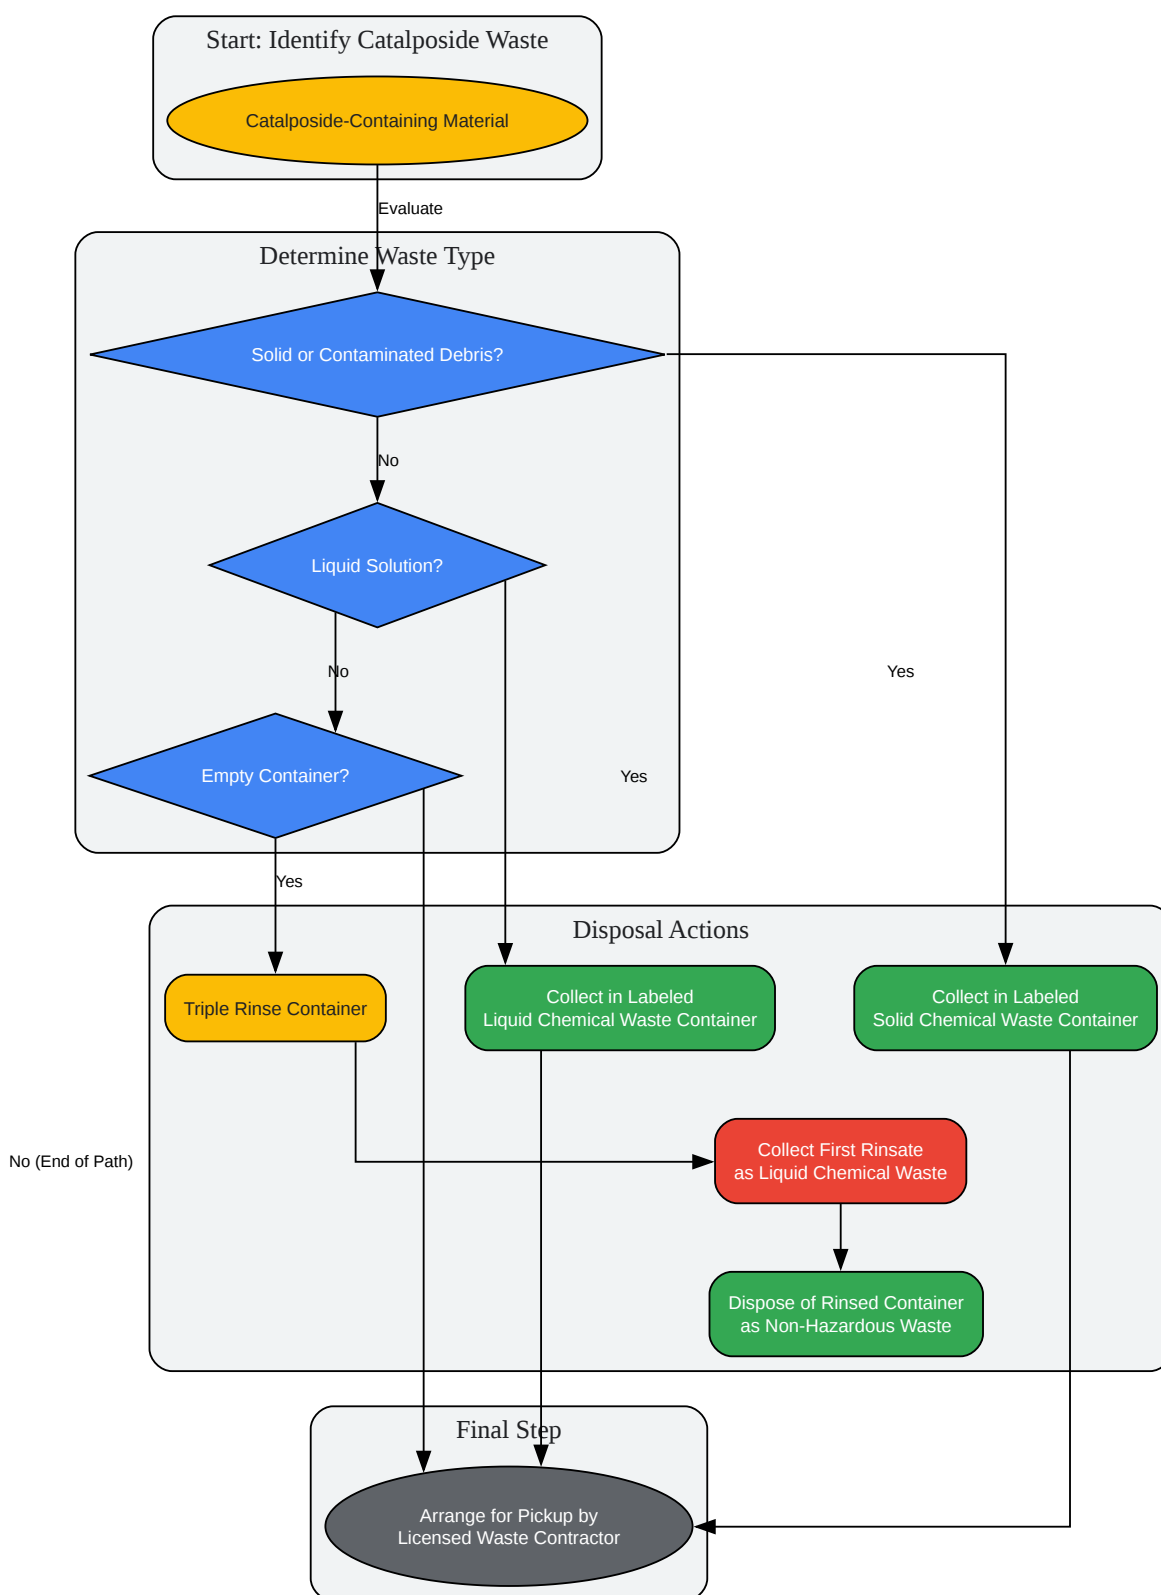 Start: Identify Catalposide Waste
Catalposide-Containing Material
Evaluate
Determine Waste Type
Solid or Contaminated Debris?
No
Liquid Solution?
No
Yes
Empty Container?
Yes
Yes
Disposal Actions
Triple Rinse Container
Collect in Labeled
Liquid Chemical Waste Container
Collect in Labeled
Solid Chemical Waste Container
No (End of Path)
Collect First Rinsate
as Liquid Chemical Waste
Dispose of Rinsed Container
as Non-Hazardous Waste
Final Step
Arrange for Pickup by
Licensed Waste Contractor